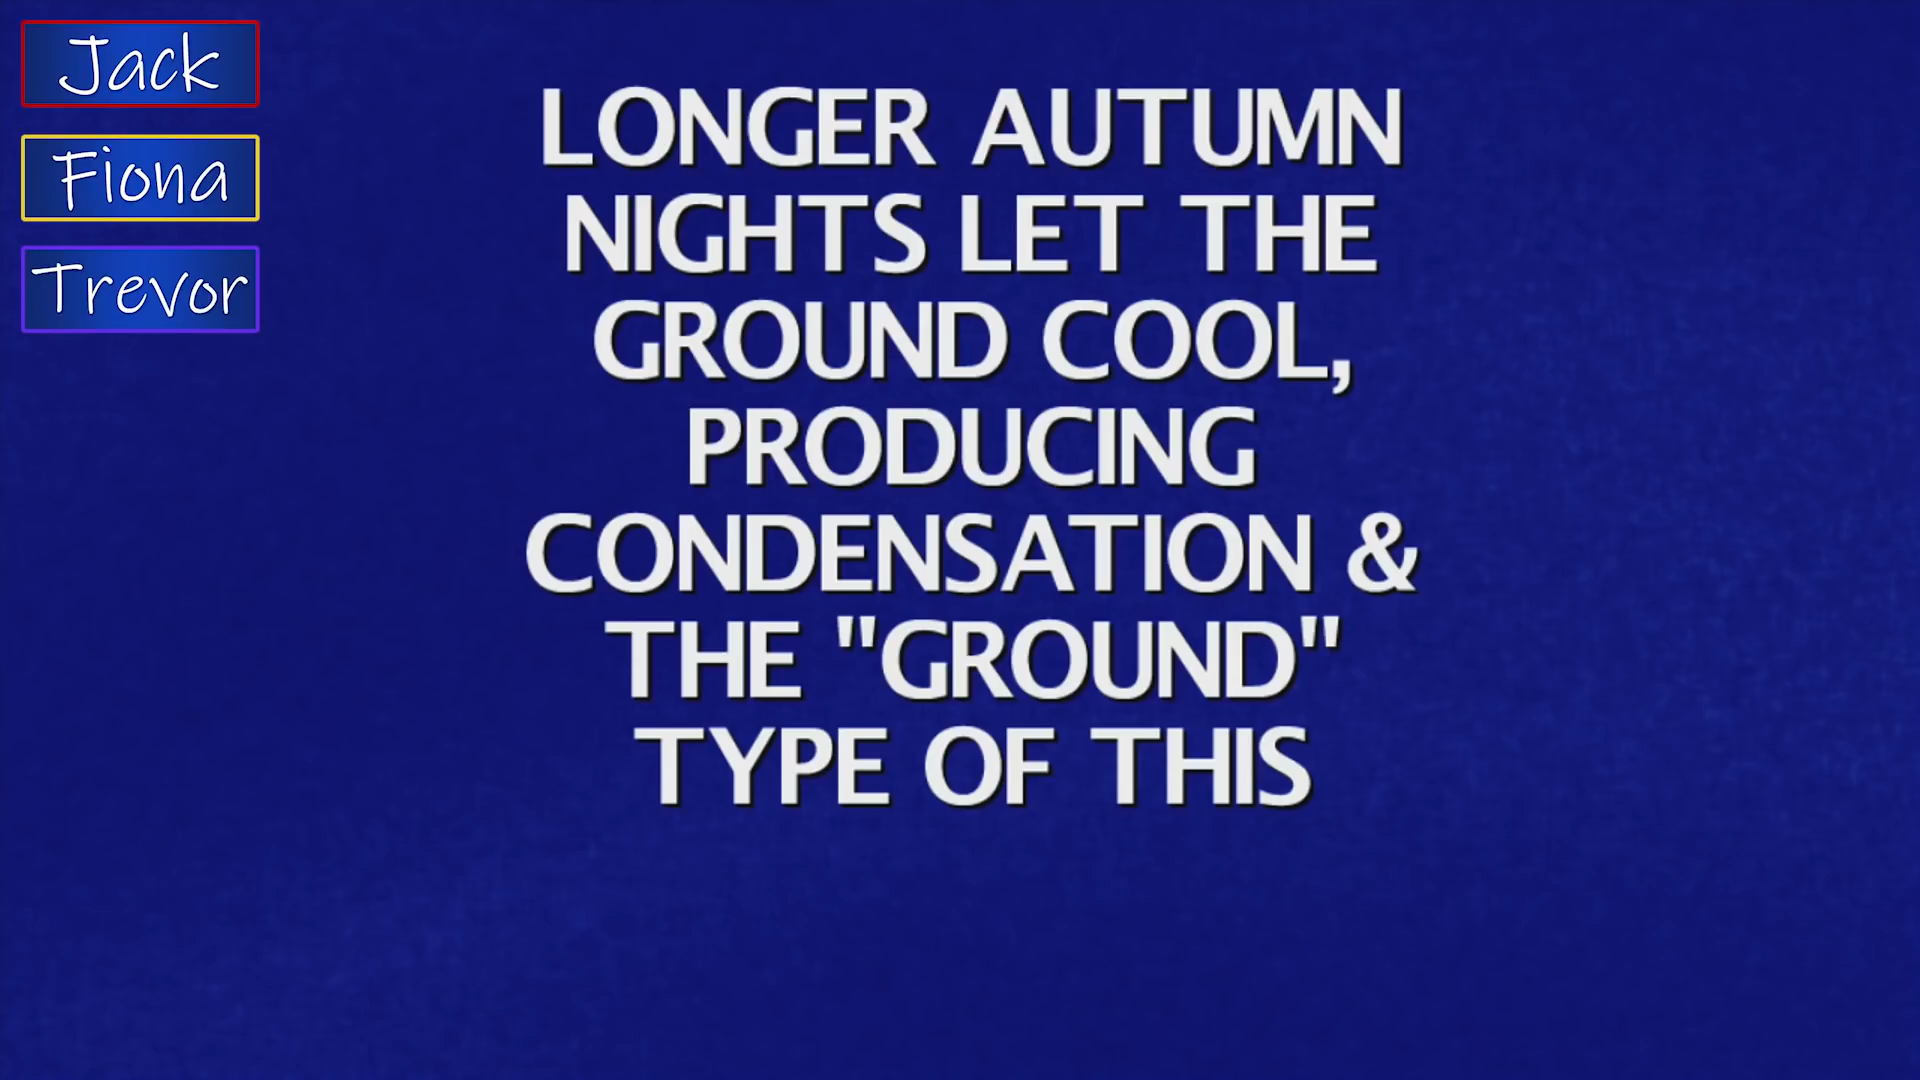 Jack
Fiona
Trevor
LONGER AUTUMN
NIGHTS LET THE
GROUND COOL,
PRODUCING
CONDENSATION &
THE "GROUND"
TYPE OF THIS